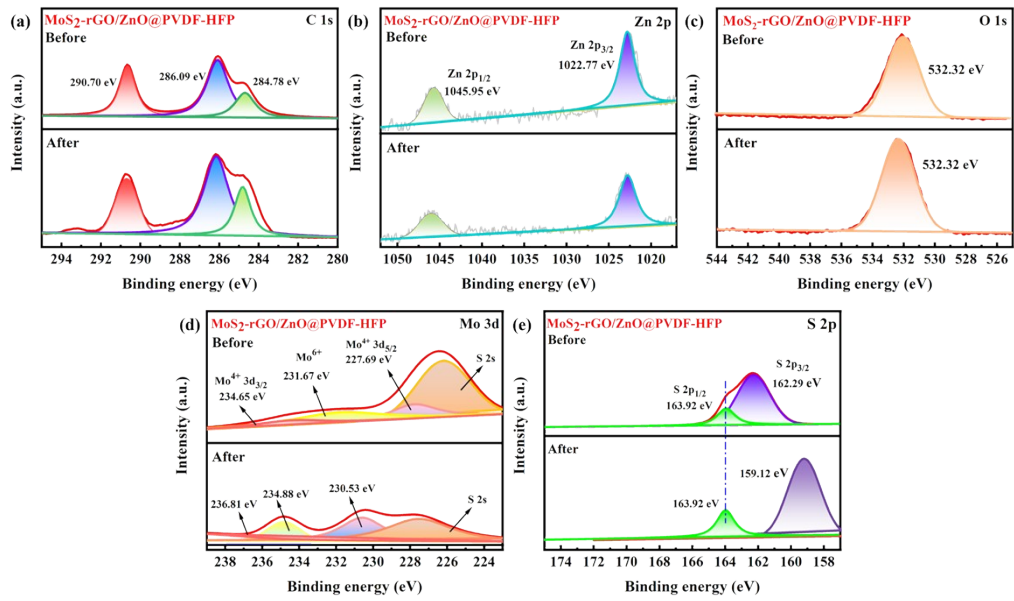 (a)
MoS2-rGO/ZnO@PVDF-HFP
C 1s
Before
290.70 eV
286.09 eV
284.78 eV
After
Intensity (a.u.)
294 292 290 288 286 284 282 280
Binding energy (eV)
(b)
MoS2-rGO/ZnO@PVDF-HFP
Zn 2p
Before
Zn 2p1/2
1045.95 eV
Zn 2p3/2
1022.77 eV
After
Intensity (a.u.)
1050 1045 1040 1035 1030 1025 1020
Binding energy (eV)
(c)
MoS2-rGO/ZnO@PVDF-HFP
O 1s
Before
532.32 eV
After
532.32 eV
Intensity (a.u.)
544 542 540 538 536 534 532 530 528 526
Binding energy (eV)
(d)
MoS2-rGO/ZnO@PVDF-HFP
Mo 3d
Before
Mo4+ 3d3/2
234.65 eV
Mo6+
231.67 eV
Mo4+ 3d5/2
227.69 eV
S 2s
After
236.81 eV
234.88 eV
230.53 eV
S 2s
Intensity (a.u.)
238 236 234 232 230 228 226 224
Binding energy (eV)
(e)
MoS2-rGO/ZnO@PVDF-HFP
S 2p
Before
S 2p1/2
163.92 eV
S 2p3/2
162.29 eV
After
163.92 eV
159.12 eV
Intensity (a.u.)
175 172 169 166 163 160 157
Binding energy (eV)